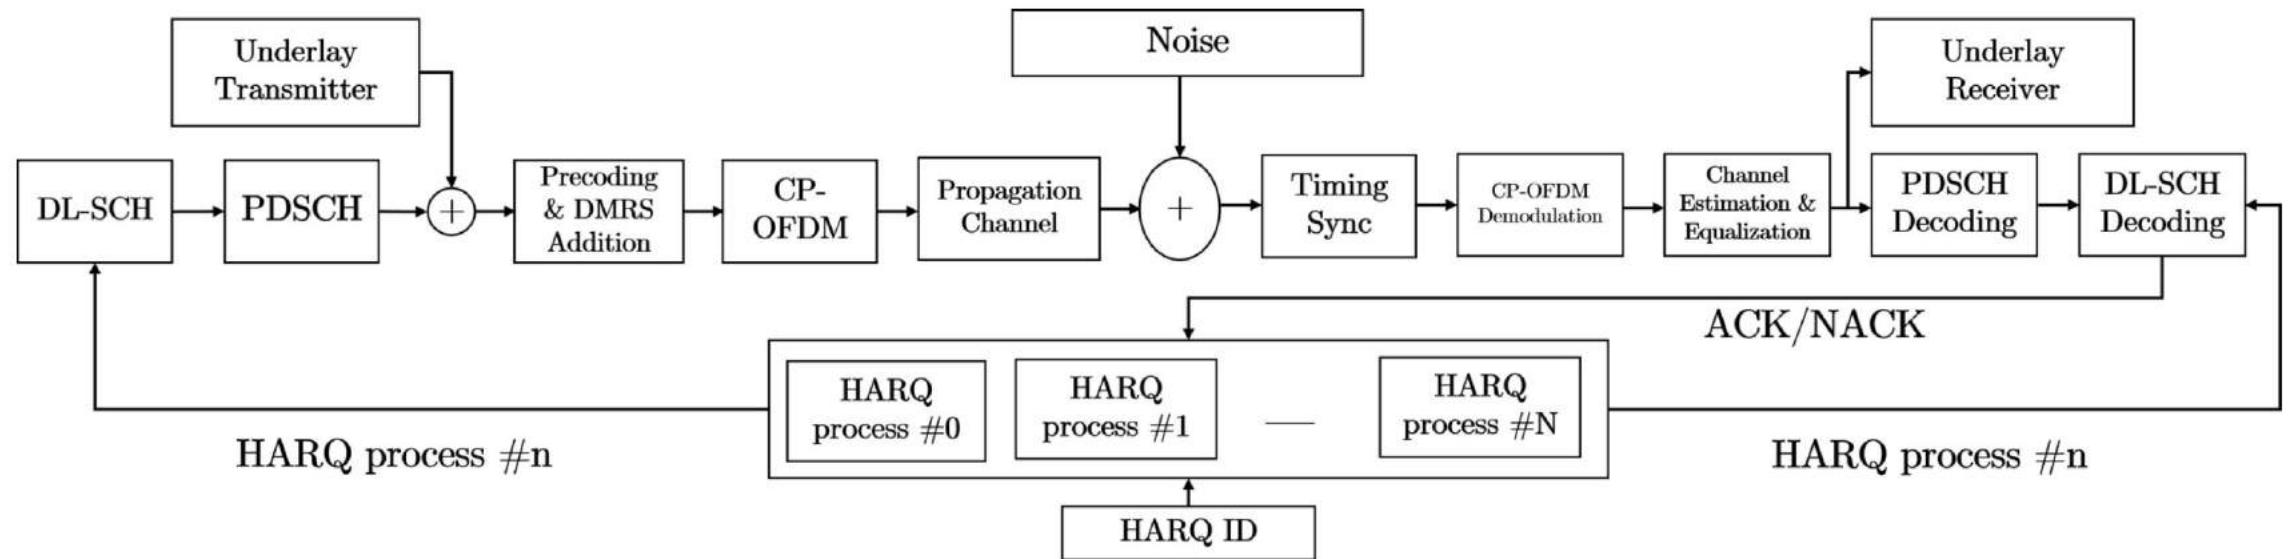 Underlay
Transmitter
Noise
Underlay
Receiver
DL-SCH
PDSCH
+
Precoding
& DMRS
Addition
CP-
OFDM
Propagation
Channel
+
Timing
Sync
CP-OFDM
Demodulation
Channel
Estimation &
Equalization
PDSCH
Decoding
DL-SCH
Decoding
ACK/NACK
HARQ
process #0
HARQ
process #1
—
HARQ
process #N
HARQ process #n
HARQ process #n
HARQ ID